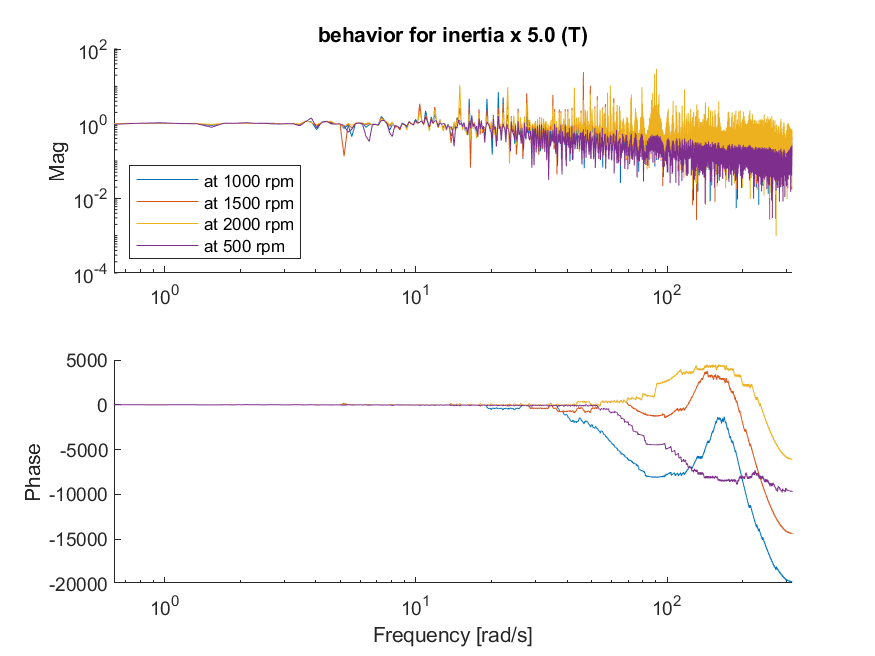 behavior for inertia x 5.0 (T)
10^2
10^0
10^-2
10^-4
Mag
at 1000 rpm
at 1500 rpm
at 2000 rpm
at 500 rpm
10^0 10^1 10^2
5000
0
-5000
-10000
-15000
-20000
Phase
10^0 10^1 10^2
Frequency [rad/s]